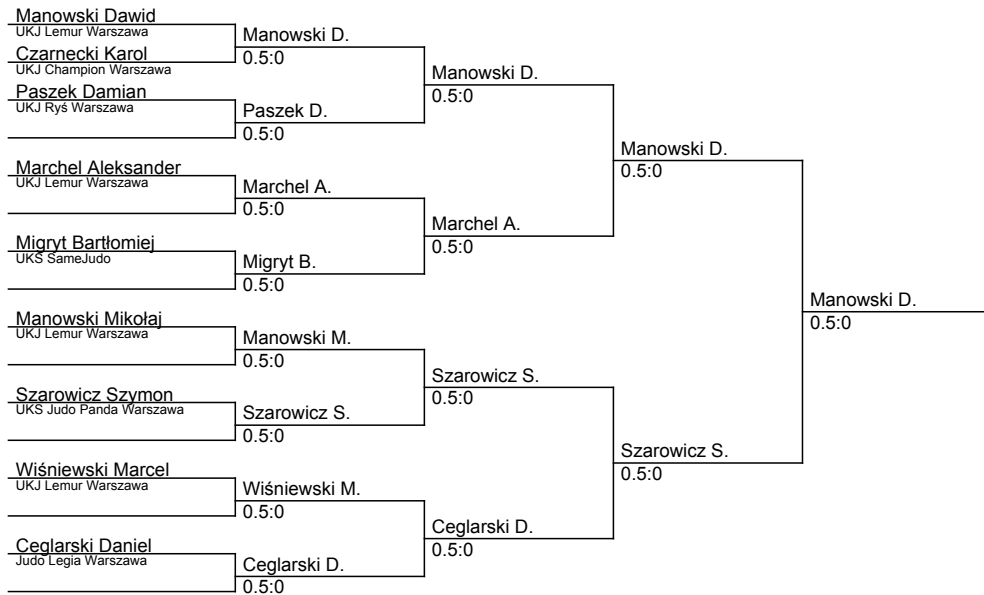 Manowski Dawid
UKJ Lemur Warszawa
Czarnecki Karol
UKJ Champion Warszawa
Paszek Damian
UKJ Ryś Warszawa
Marchel Aleksander
UKJ Lemur Warszawa
Migryt Bartłomiej
UKS SameJudo
Manowski Mikołaj
UKJ Lemur Warszawa
Szarowicz Szymon
UKS Judo Panda Warszawa
Wiśniewski Marcel
UKJ Lemur Warszawa
Ceglarski Daniel
Judo Legia Warszawa
Manowski D.
0.5:0
Paszek D.
0.5:0
Marchel A.
0.5:0
Migryt B.
0.5:0
Manowski M.
0.5:0
Szarowicz S.
0.5:0
Wiśniewski M.
0.5:0
Ceglarski D.
0.5:0
Manowski D.
0.5:0
Marchel A.
0.5:0
Szarowicz S.
0.5:0
Ceglarski D.
0.5:0
Manowski D.
0.5:0
Szarowicz S.
0.5:0
Manowski D.
0.5:0